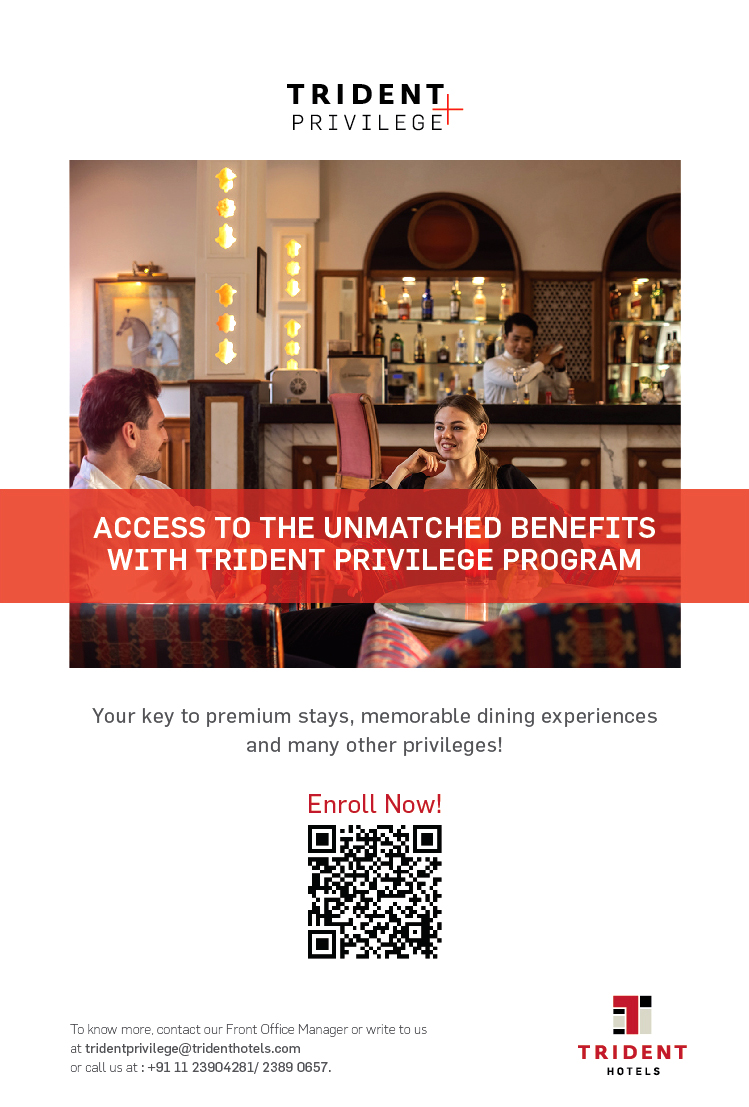 TRIDENT
PRIVILEGE
ACCESS TO THE UNMATCHED BENEFITS
WITH TRIDENT PRIVILEGE PROGRAM
Your key to premium stays, memorable dining experiences
and many other privileges!
Enroll Now!
To know more, contact our Front Office Manager or write to us
at tridentprivilege@tridenthotels.com
or call us at : +91 11 23904281/ 2389 0657.
TRIDENT
HOTELS